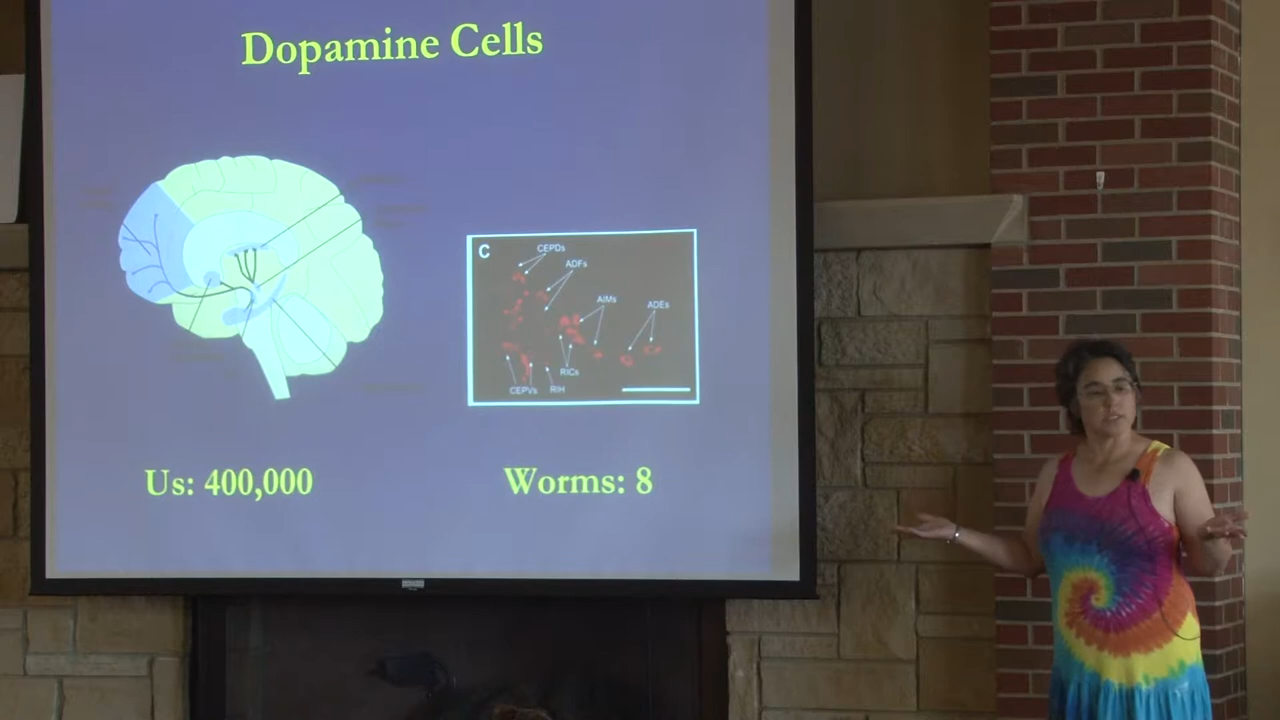 Dopamine Cells
C
CEPDs
ADFs
AIMs
ADEs
RICs
CEPVs
RIH
Us: 400,000
Worms: 8